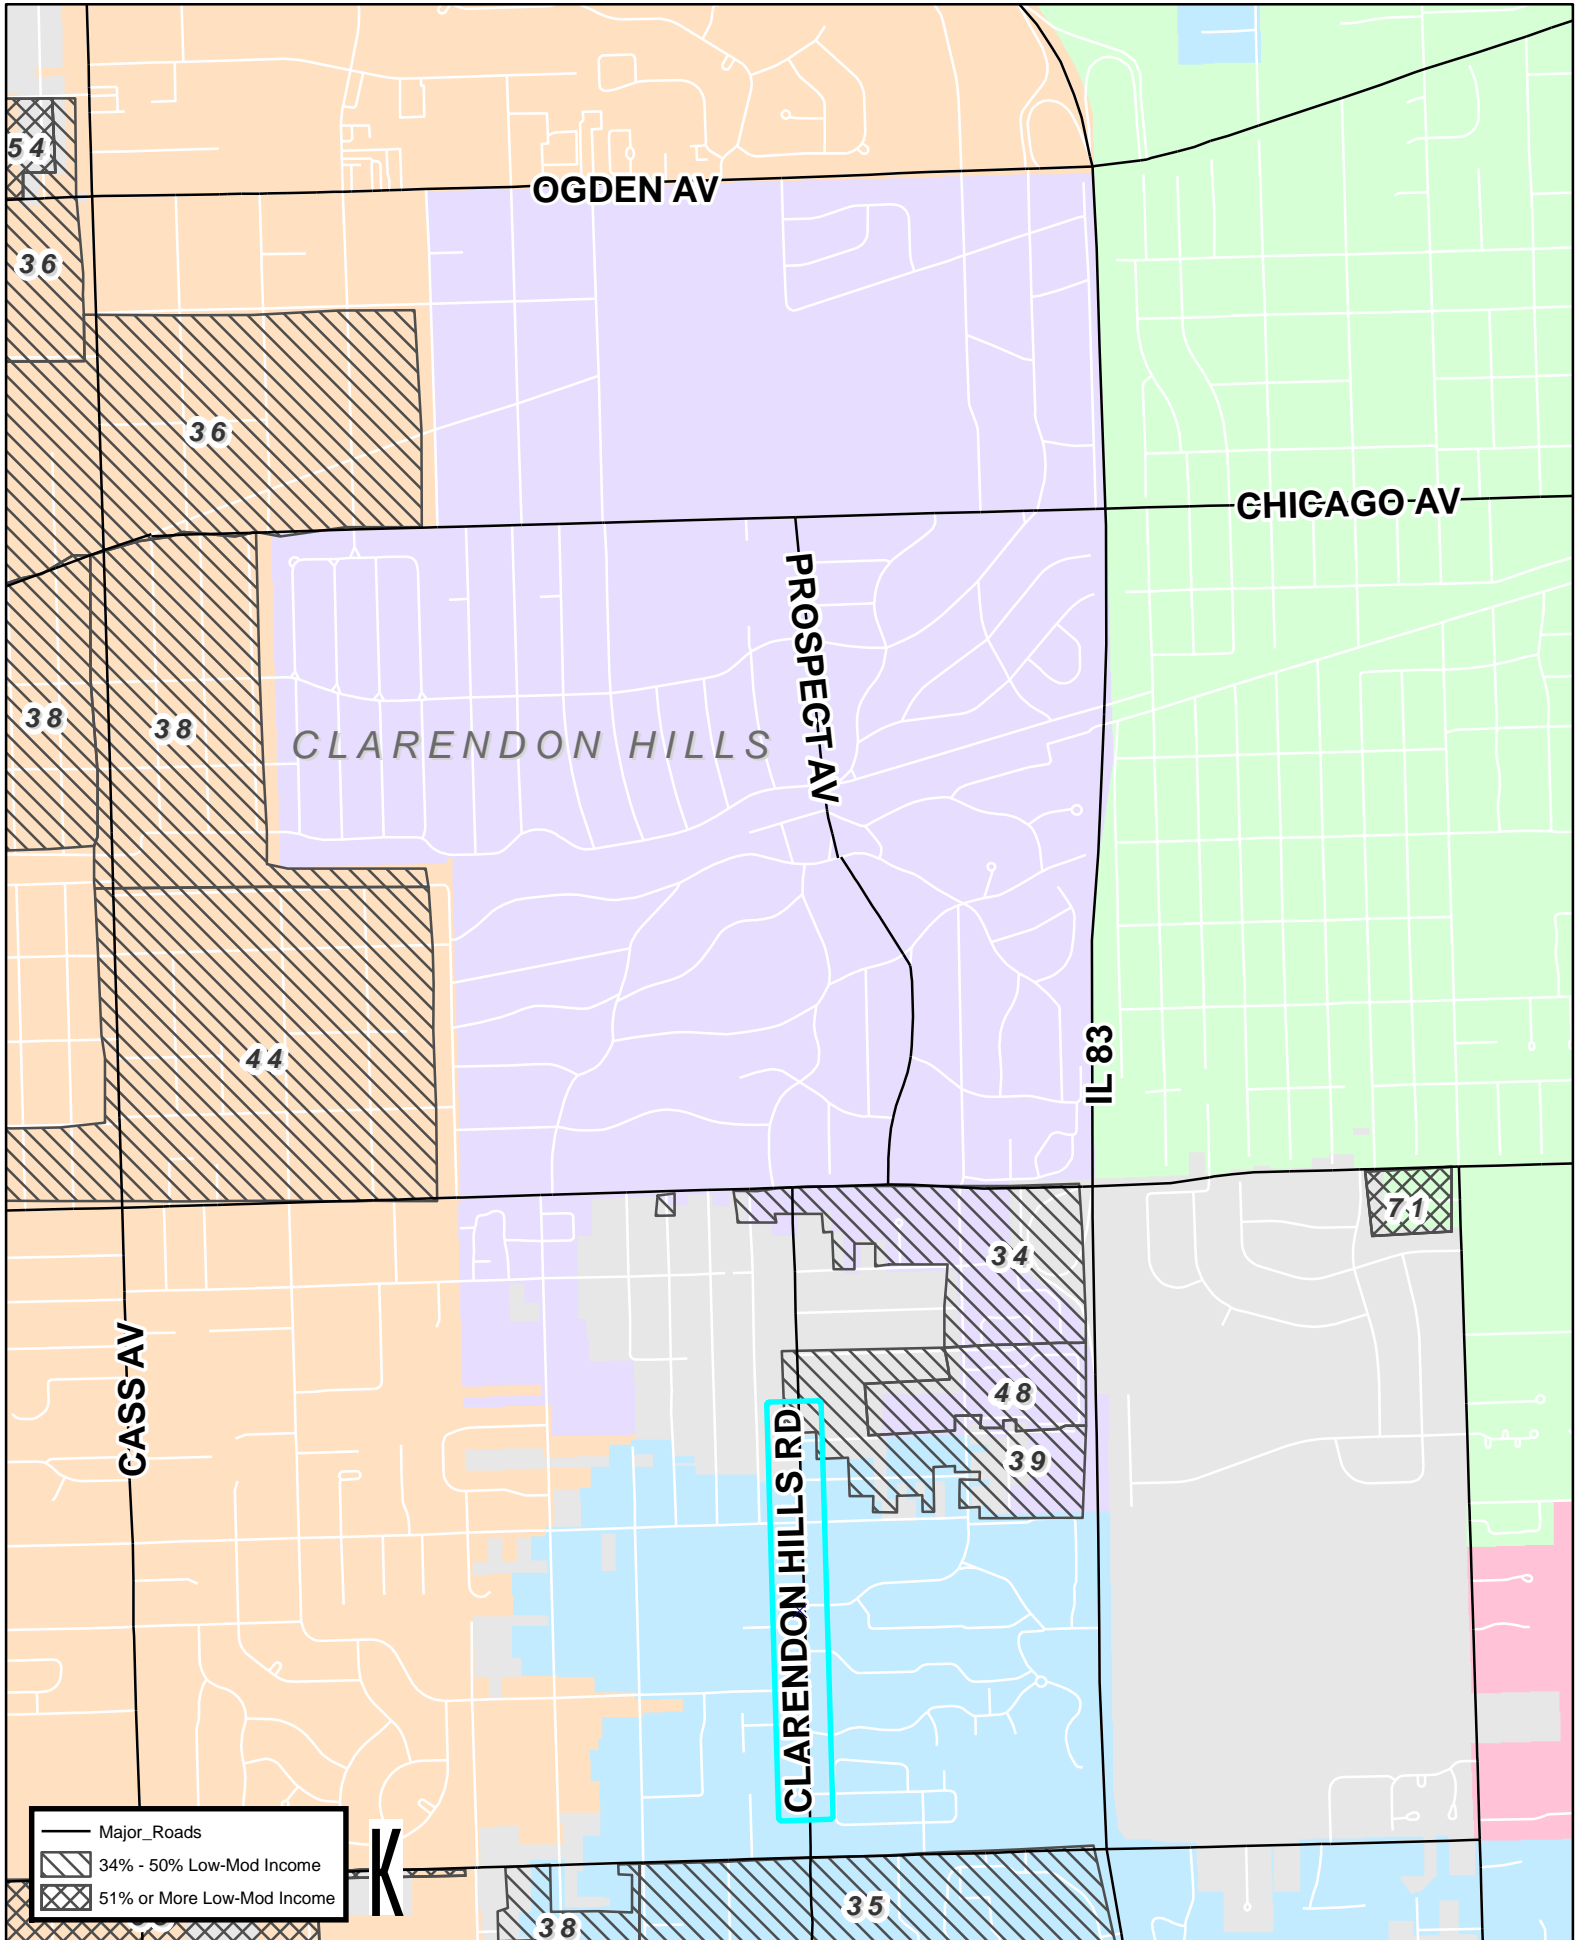 54
OGDEN AV
36
36
CHICAGO AV
PROSPECT AV
38
38
CLARENDON HILLS
44
IL 83
71
34
CASS AV
48
39
CLARENDON HILLS RD
Major_Roads
34% - 50% Low-Mod Income
51% or More Low-Mod Income
35
38